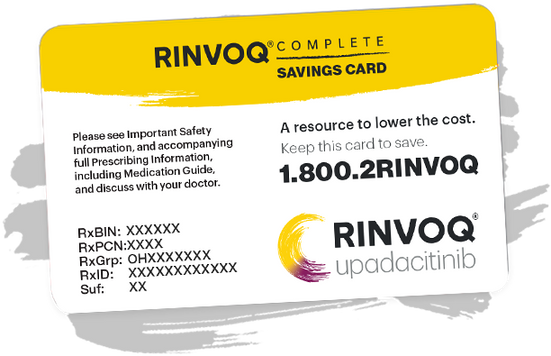 RINVOQ® COMPLETE
SAVINGS CARD
Please see Important Safety
Information, and accompanying
full Prescribing Information,
including Medication Guide,
and discuss with your doctor.
A resource to lower the cost.
Keep this card to save.
1.800.2RINVOQ
RxBIN: XXXXXX
RxPCN:XXXX
RxGrp: OHXXXXXXX
RxID: XXXXXXXXXXXX
Suf: XX
RINVOQ®
upadacitinib